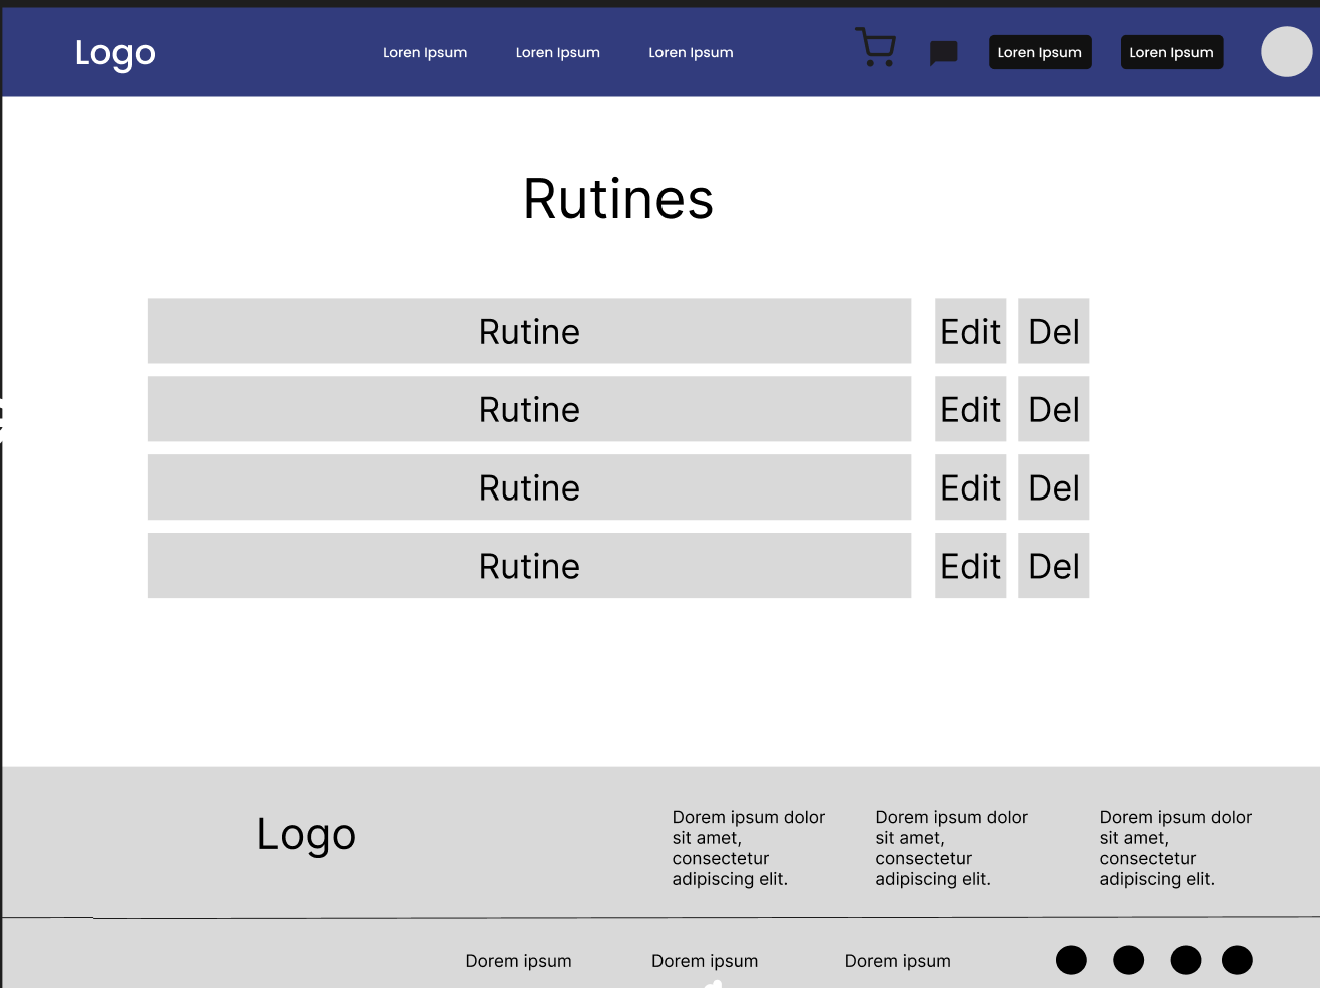 Logo
Loren Ipsum
Loren Ipsum
Loren Ipsum
Loren Ipsum
Loren Ipsum
Rutines
Rutine
Edit
Del
Rutine
Edit
Del
Rutine
Edit
Del
Rutine
Edit
Del
Logo
Dorem ipsum dolor
sit amet,
consectetur
adipiscing elit.
Dorem ipsum dolor
sit amet,
consectetur
adipiscing elit.
Dorem ipsum dolor
sit amet,
consectetur
adipiscing elit.
Dorem ipsum
Dorem ipsum
Dorem ipsum